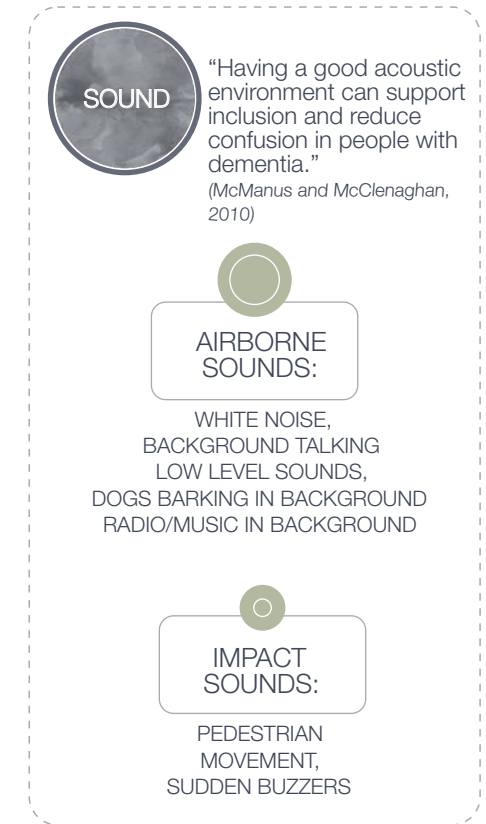 SOUND
“Having a good acoustic
environment can support
inclusion and reduce
confusion in people with
dementia.”
(McManus and McClenaghan,
2010)
AIRBORNE
SOUNDS:
WHITE NOISE,
BACKGROUND TALKING
LOW LEVEL SOUNDS,
DOGS BARKING IN BACKGROUND
RADIO/MUSIC IN BACKGROUND
IMPACT
SOUNDS:
PEDESTRIAN
MOVEMENT,
SUDDEN BUZZERS